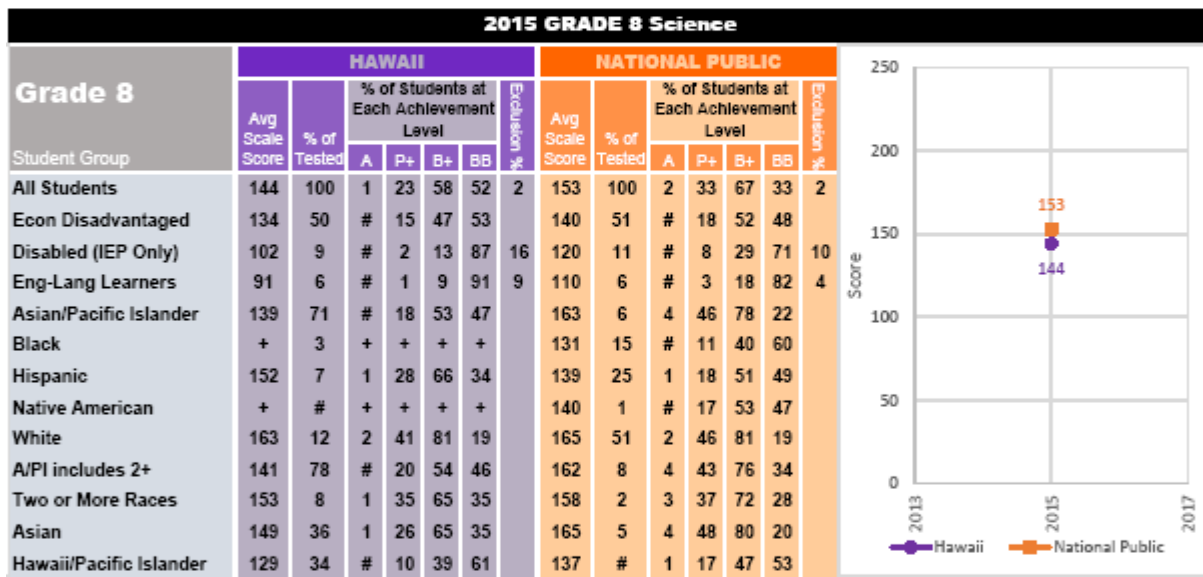 2015 GRADE 8 Science
HAWAII NATIONAL PUBLIC
Grade 8
Student Group
Avg Scale Score % of Tested % of Students at Each Achievement Level Exclusion % Avg Scale Score % of Tested % of Students at Each Achievement Level Exclusion %
A P+ B+ BB A P+ B+ BB
All Students 144 100 1 23 58 52 2 153 100 2 33 67 33 2
Econ Disadvantaged 134 50 # 15 47 53 140 51 # 18 52 48
Disabled (IEP Only) 102 9 # 2 13 87 16 120 11 # 8 29 71 10
Eng-Lang Learners 91 6 # 1 9 91 9 110 6 # 3 18 82 4
Asian/Pacific Islander 139 71 # 18 53 47 163 6 4 46 78 22
Black + 3 + + + + 131 15 # 11 40 60
Hispanic 152 7 1 28 66 34 139 25 1 18 51 49
Native American + # + + + + 140 1 # 17 53 47
White 163 12 2 41 81 19 165 51 2 46 81 19
A/PI includes 2+ 141 78 # 20 54 46 162 8 4 43 76 34
Two or More Races 153 8 1 35 65 35 158 2 3 37 72 28
Asian 149 36 1 26 65 35 165 5 4 48 80 20
Hawaii/Pacific Islander 129 34 # 10 39 61 137 # 1 17 47 53
250
200
150
100
50
0
Score
153
144
2013 2015 2017
Hawaii National Public